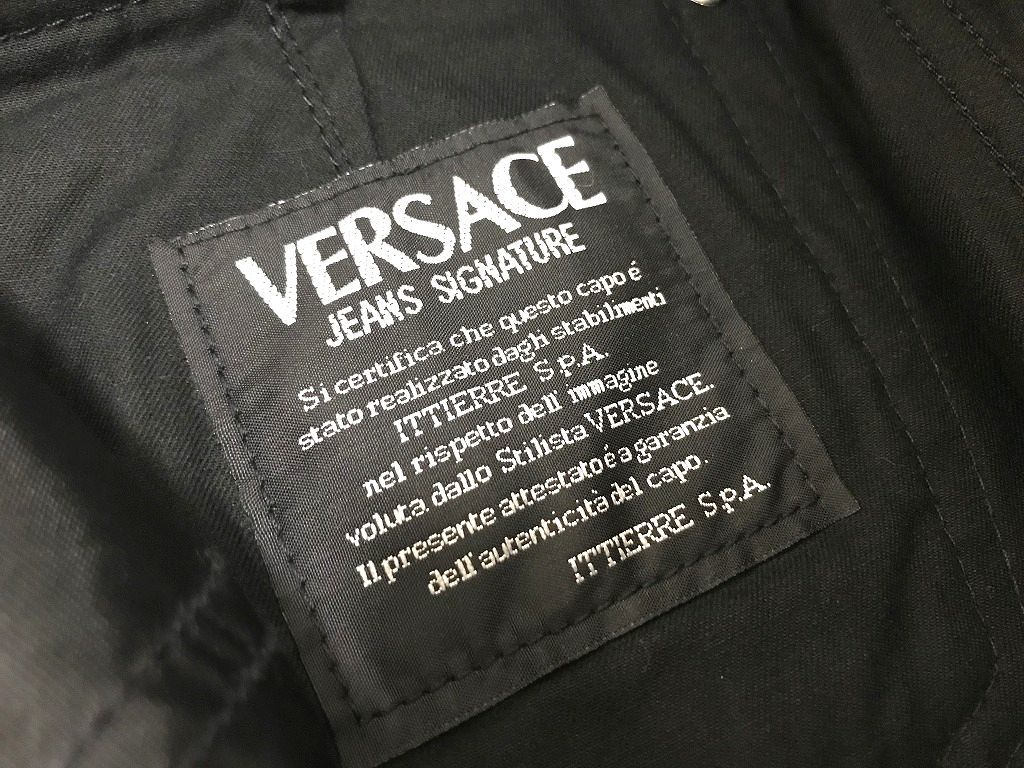 VERSACE
JEANS SIGNATURE
Si certifica che questo capo é
stato realizzato dagli stabilimenti
ITTIERRE S.p.A.
nel rispetto dell' immagine
voluta dallo Stilista VERSACE.
Il presente attestato é a garanzia
dell'autenticità del capo.
ITTIERRE S.p.A.